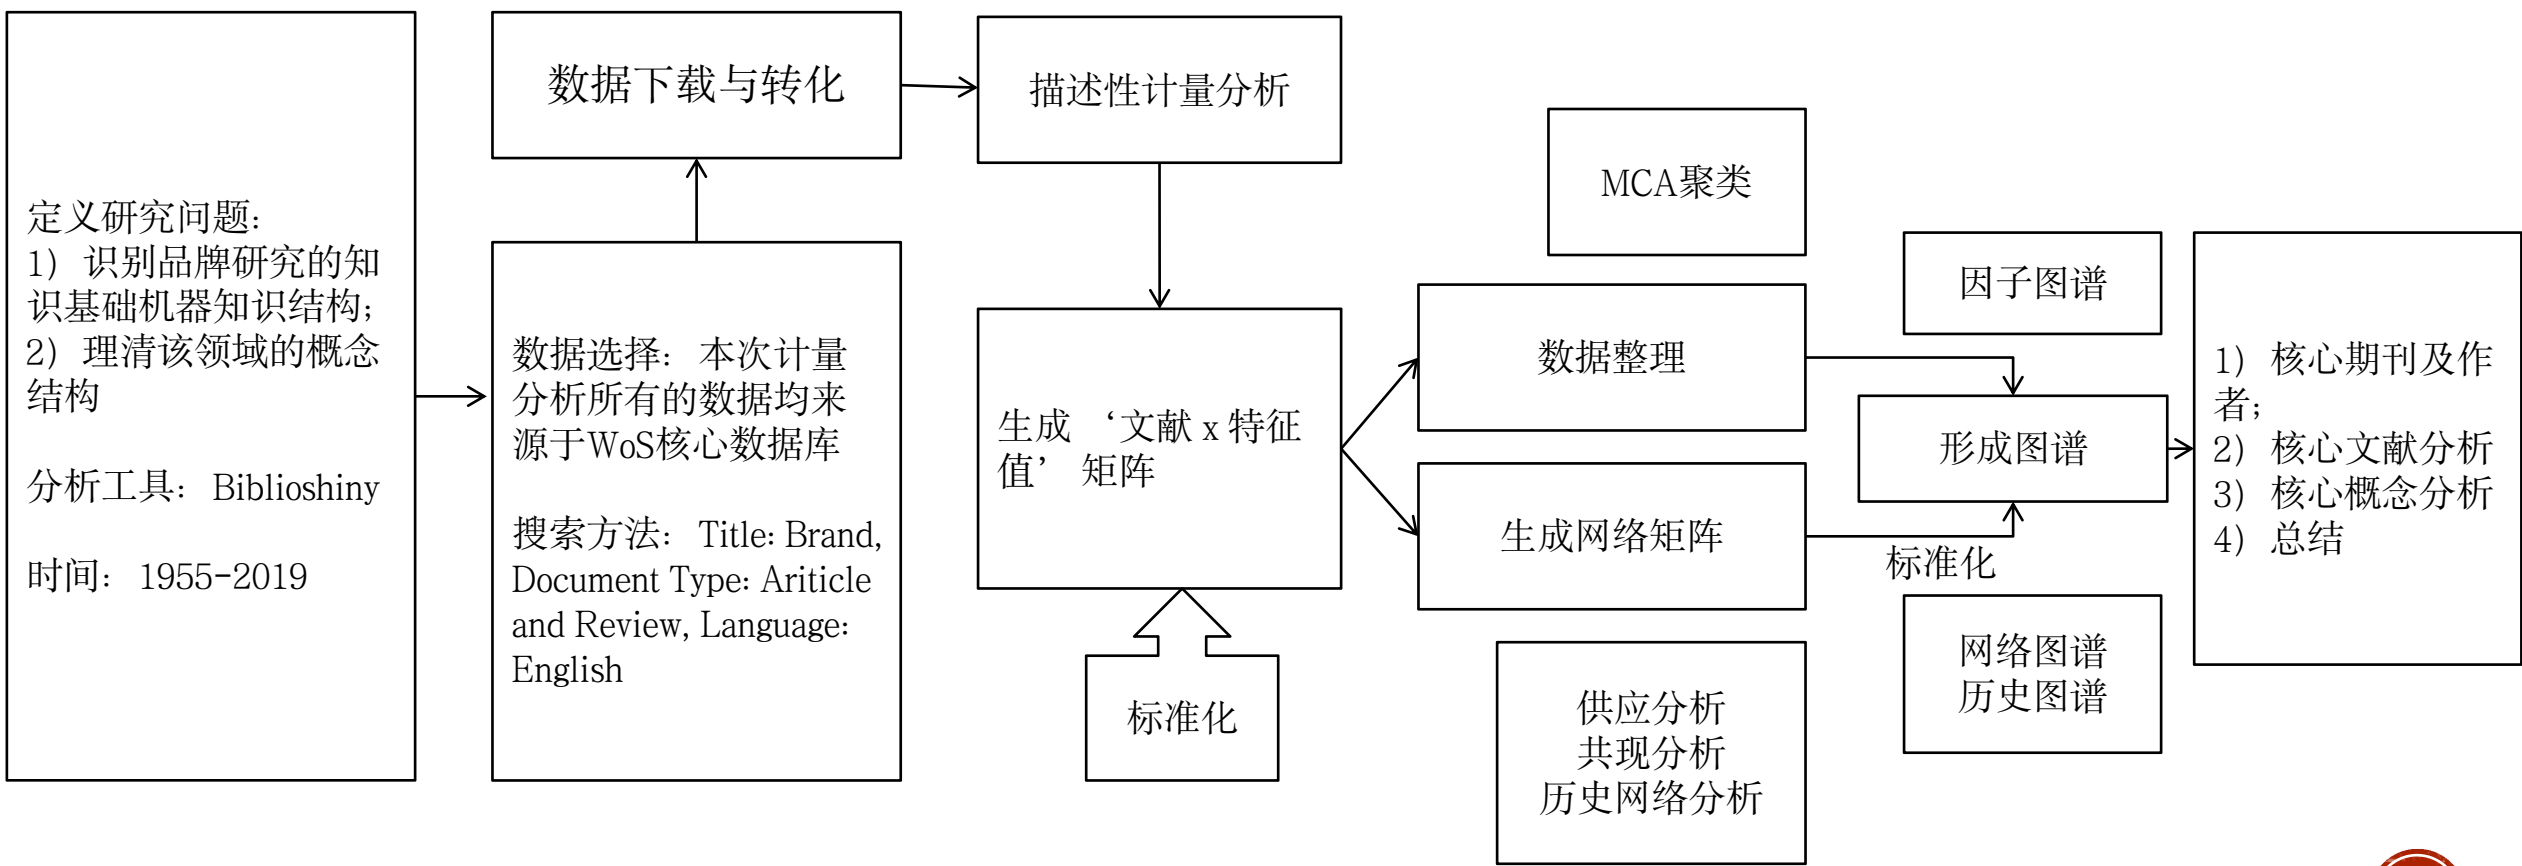 定义研究问题：
1）识别品牌研究的知
识基础机器知识结构；
2）理清该领域的概念
结构
分析工具：Biblioshiny
时间：1955-2019
数据下载与转化
数据选择：本次计量
分析所有的数据均来
源于WoS核心数据库
搜索方法：Title: Brand,
Document Type: Ariticle
and Review, Language:
English
描述性计量分析
生成 ‘文献 x 特征
值’ 矩阵
标准化
MCA聚类
数据整理
生成网络矩阵
供应分析
共现分析
历史网络分析
因子图谱
形成图谱
标准化
网络图谱
历史图谱
1）核心期刊及作
者；
2）核心文献分析
3）核心概念分析
4）总结